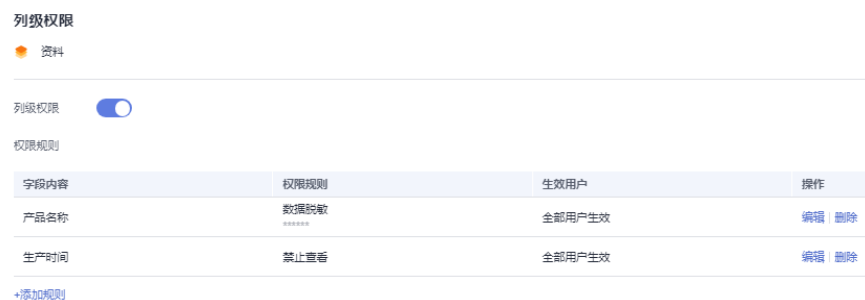 列级权限
资料
列级权限
权限规则
字段内容 权限规则 生效用户 操作
产品名称 数据脱敏 全部用户生效 编辑 | 删除
******
生产时间 禁止查看 全部用户生效 编辑 | 删除
+添加规则